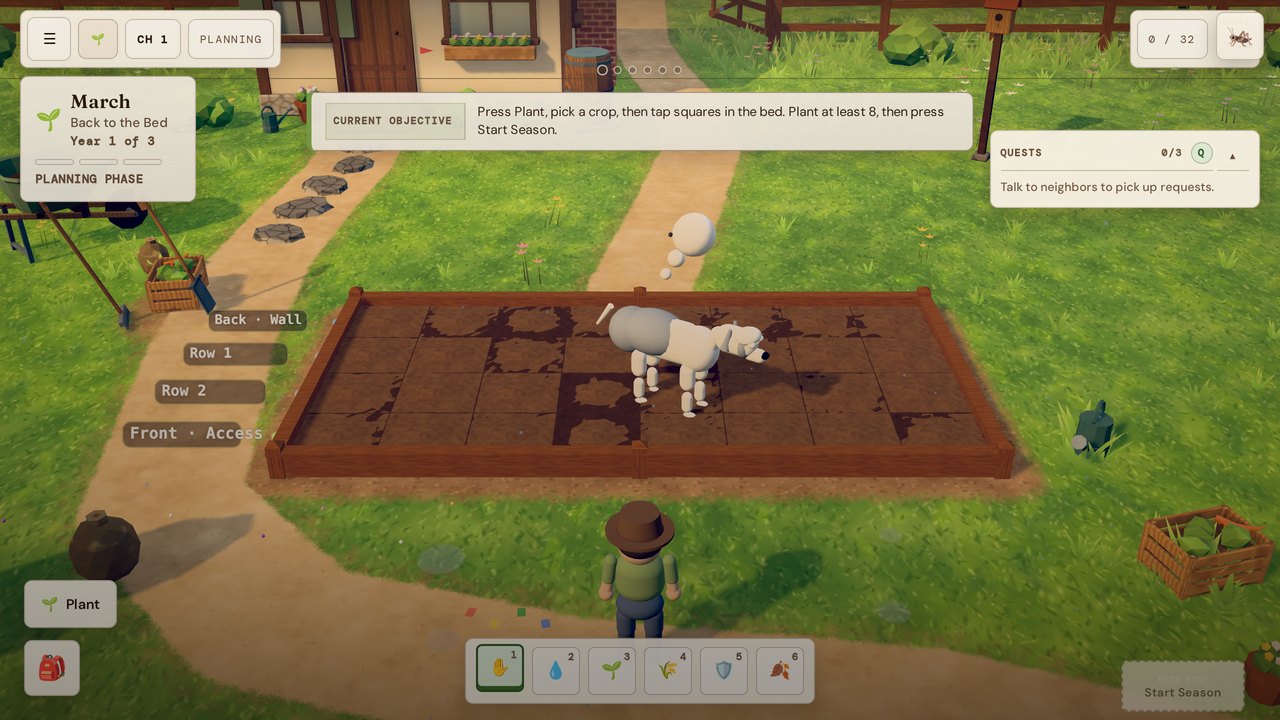 CH 1
PLANNING
0 / 32
March
Back to the Bed
Year 1 of 3
PLANNING PHASE
CURRENT OBJECTIVE
Press Plant, pick a crop, then tap squares in the bed. Plant at least 8, then press
Start Season.
QUESTS
0/3
Q
Talk to neighbors to pick up requests.
Back · Wall
Row 1
Row 2
Front · Access
Plant
1
2
3
4
5
6
NEXT STEP
Start Season